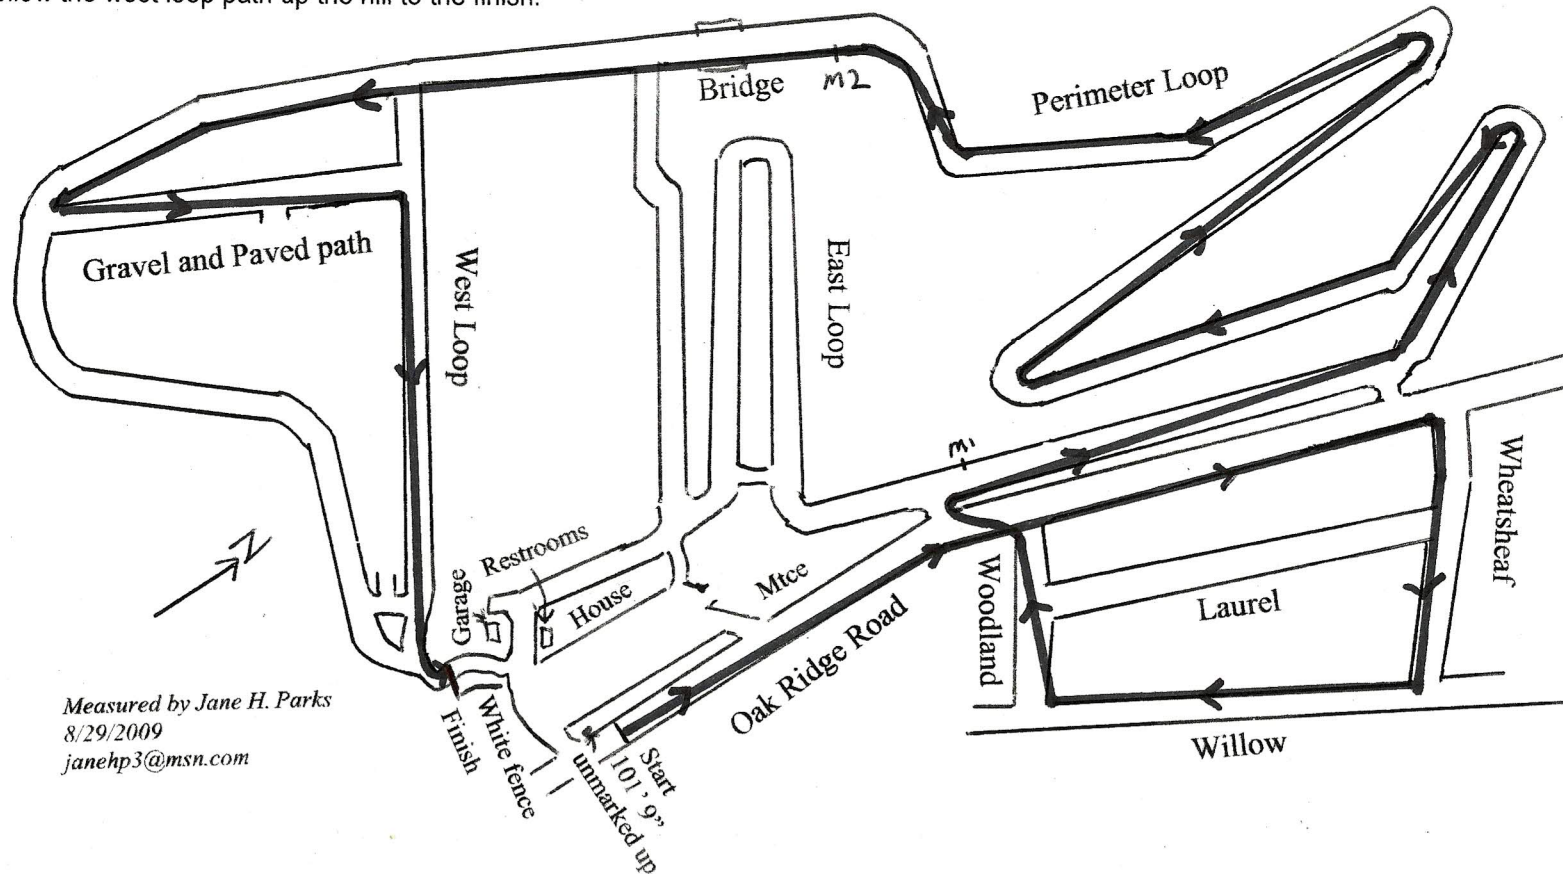 follow the west loop path up the hill to the finish.
Bridge
M2
Perimeter Loop
Gravel and Paved path
West Loop
East Loop
M1
Wheatsheaf
N
Garage
Restrooms
House
Mtce
Oak Ridge Road
Woodland
Laurel
Willow
Measured by Jane H. Parks
8/29/2009
janehp3@msn.com
Finish
White fence
Start
101' 9"
unmarked up